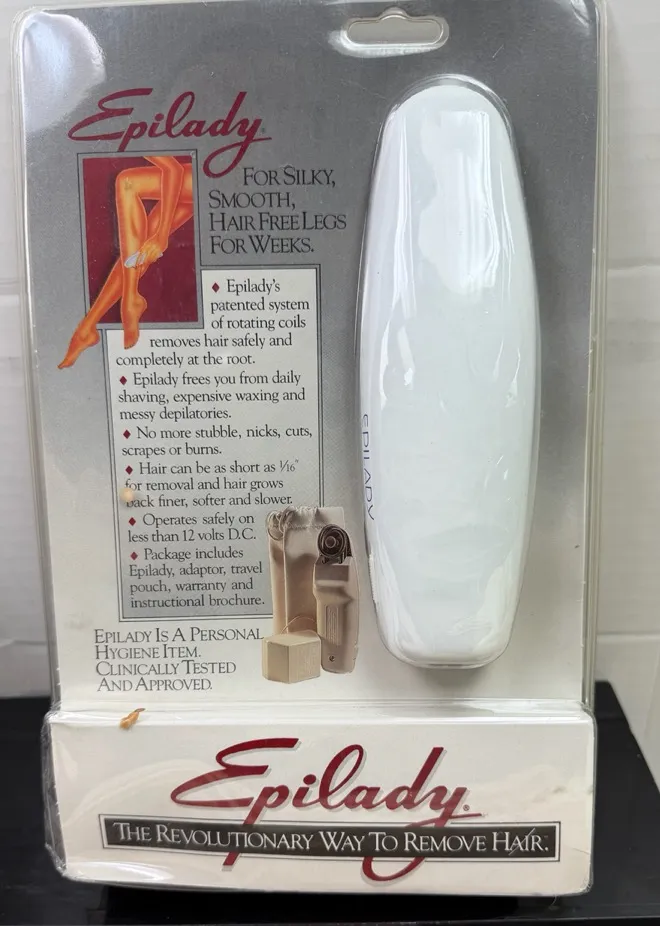 Epilady®
FOR SILKY,
SMOOTH,
HAIR FREE LEGS
FOR WEEKS.
♦ Epilady's
patented system
of rotating coils
removes hair safely and
completely at the root.
♦ Epilady frees you from daily
shaving, expensive waxing and
messy depilatories.
♦ No more stubble, nicks, cuts,
scrapes or burns.
♦ Hair can be as short as 1/16"
for removal and hair grows
back finer, softer and slower.
♦ Operates safely on
less than 12 volts D.C.
♦ Package includes
Epilady, adaptor, travel
pouch, warranty and
instructional brochure.
EPILADY IS A PERSONAL
HYGIENE ITEM.
CLINICALLY TESTED
AND APPROVED.
EPILADY
Epilady®
THE REVOLUTIONARY WAY TO REMOVE HAIR.